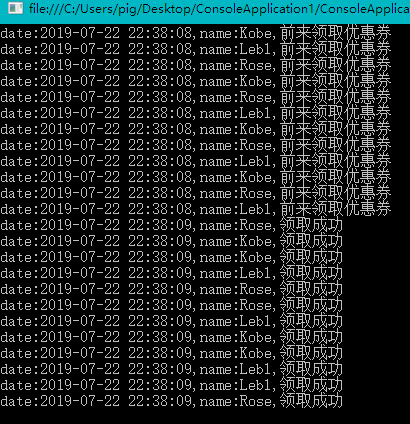 file:///C:/Users/pig/Desktop/ConsoleApplication1/ConsoleApplica
date:2019-07-22 22:38:08,name:Kobe,前来领取优惠券
date:2019-07-22 22:38:08,name:Leb1,前来领取优惠券
date:2019-07-22 22:38:08,name:Rose,前来领取优惠券
date:2019-07-22 22:38:08,name:Kobe,前来领取优惠券
date:2019-07-22 22:38:08,name:Rose,前来领取优惠券
date:2019-07-22 22:38:08,name:Leb1,前来领取优惠券
date:2019-07-22 22:38:08,name:Kobe,前来领取优惠券
date:2019-07-22 22:38:08,name:Rose,前来领取优惠券
date:2019-07-22 22:38:08,name:Leb1,前来领取优惠券
date:2019-07-22 22:38:08,name:Kobe,前来领取优惠券
date:2019-07-22 22:38:08,name:Rose,前来领取优惠券
date:2019-07-22 22:38:08,name:Leb1,前来领取优惠券
date:2019-07-22 22:38:09,name:Rose,领取成功
date:2019-07-22 22:38:09,name:Kobe,领取成功
date:2019-07-22 22:38:09,name:Kobe,领取成功
date:2019-07-22 22:38:09,name:Leb1,领取成功
date:2019-07-22 22:38:09,name:Rose,领取成功
date:2019-07-22 22:38:09,name:Rose,领取成功
date:2019-07-22 22:38:09,name:Leb1,领取成功
date:2019-07-22 22:38:09,name:Kobe,领取成功
date:2019-07-22 22:38:09,name:Kobe,领取成功
date:2019-07-22 22:38:09,name:Leb1,领取成功
date:2019-07-22 22:38:09,name:Leb1,领取成功
date:2019-07-22 22:38:09,name:Rose,领取成功